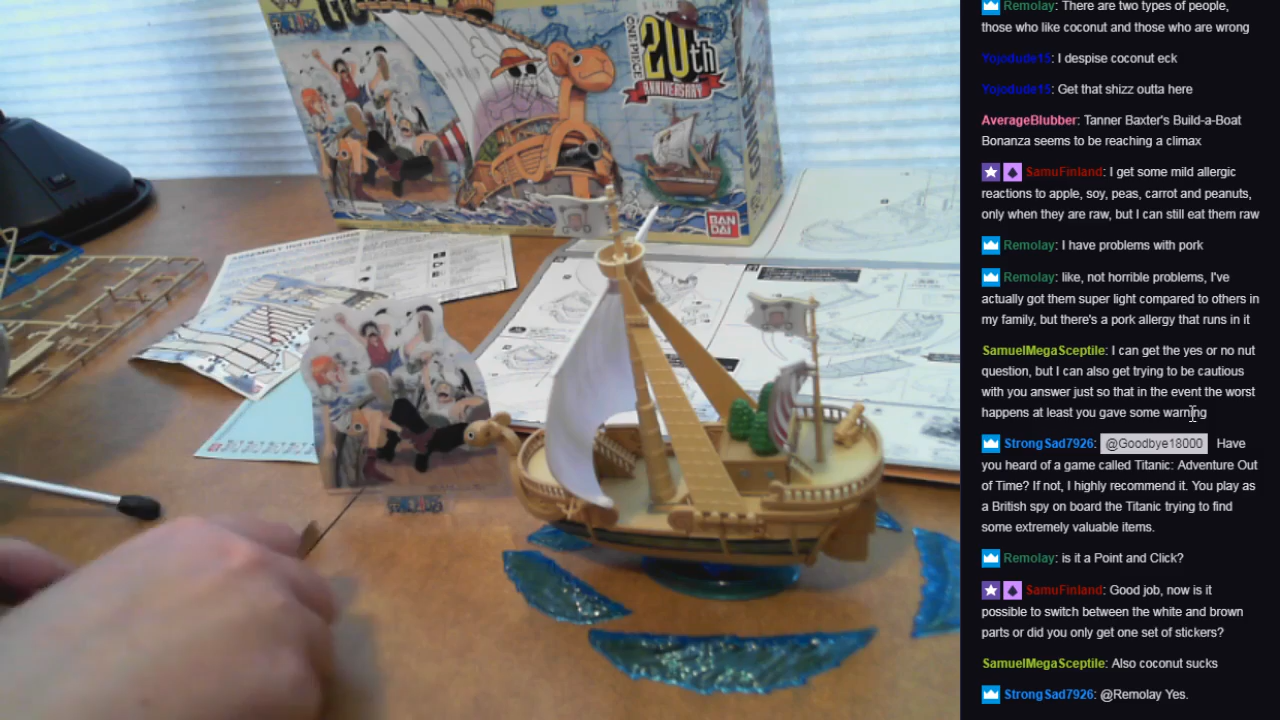 ONE PIECE
20th
ANNIVERSARY
BAN
DAI
ONE PIECE
Remolay: There are two types of people,
those who like coconut and those who are wrong
Yojodude15: I despise coconut eck
Yojodude15: Get that shizz outta here
AverageBlubber: Tanner Baxter's Build-a-Boat
Bonanza seems to be reaching a climax
SamuFinland: I get some mild allergic
reactions to apple, soy, peas, carrot and peanuts,
only when they are raw, but I can still eat them raw
Remolay: I have problems with pork
Remolay: like, not horrible problems, I've
actually got them super light compared to others in
my family, but there's a pork allergy that runs in it
SamuelMegaSceptile: I can get the yes or no nut
question, but I can also get trying to be cautious
with you answer just so that in the event the worst
happens at least you gave some warning
StrongSad7926: @Goodbye18000 Have
you heard of a game called Titanic: Adventure Out
of Time? If not, I highly recommend it. You play as
a British spy on board the Titanic trying to find
some extremely valuable items.
Remolay: is it a Point and Click?
SamuFinland: Good job, now is it
possible to switch between the white and brown
parts or did you only get one set of stickers?
SamuelMegaSceptile: Also coconut sucks
StrongSad7926: @Remolay Yes.